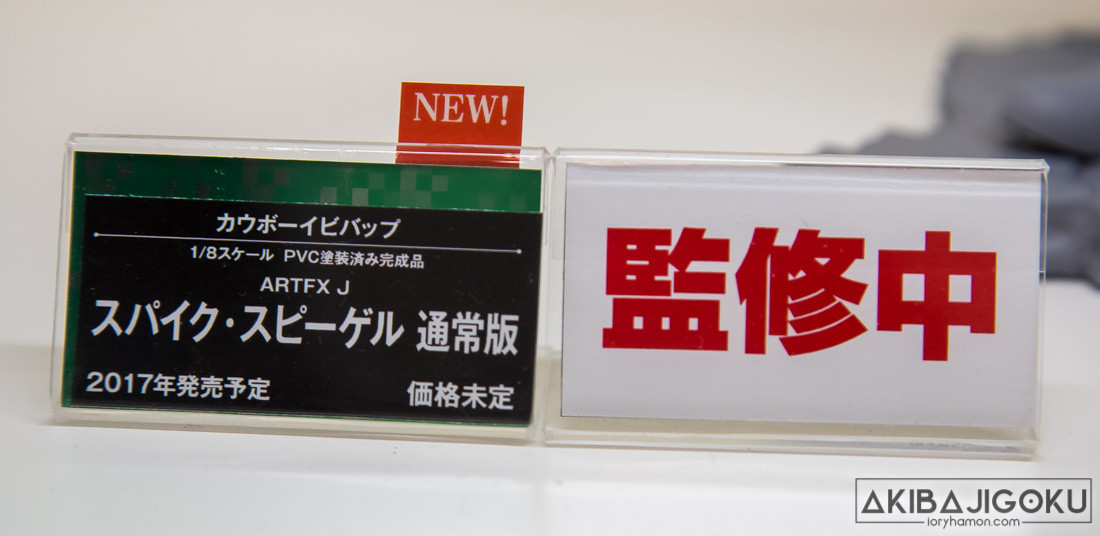 NEW!
カウボーイビバップ
1/8スケール PVC塗装済み完成品
ARTFX J
スパイク・スピーゲル 通常版
2017年発売予定 価格未定
監修中
AKIBAJIGOKU
loryhamon.com